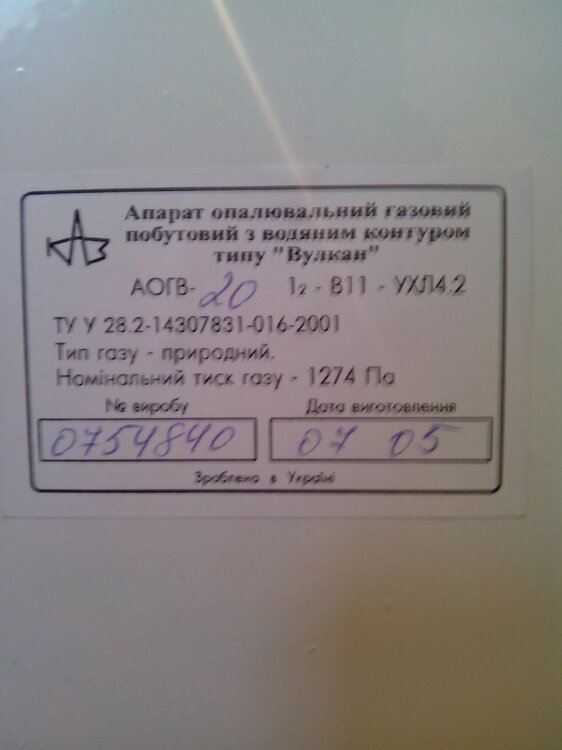 Апарат опалювальний газовий
побутовий з водяним контуром
типу "Вулкан"
АОГВ-20 12 - В11 - УХЛ4.2
ТУ У 28.2-14307831-016-2001
Тип газу - природний.
Номінальний тиск газу - 1274 Па
№ виробу Дата виготовлення
0754840 07 05
Зроблено в Україні